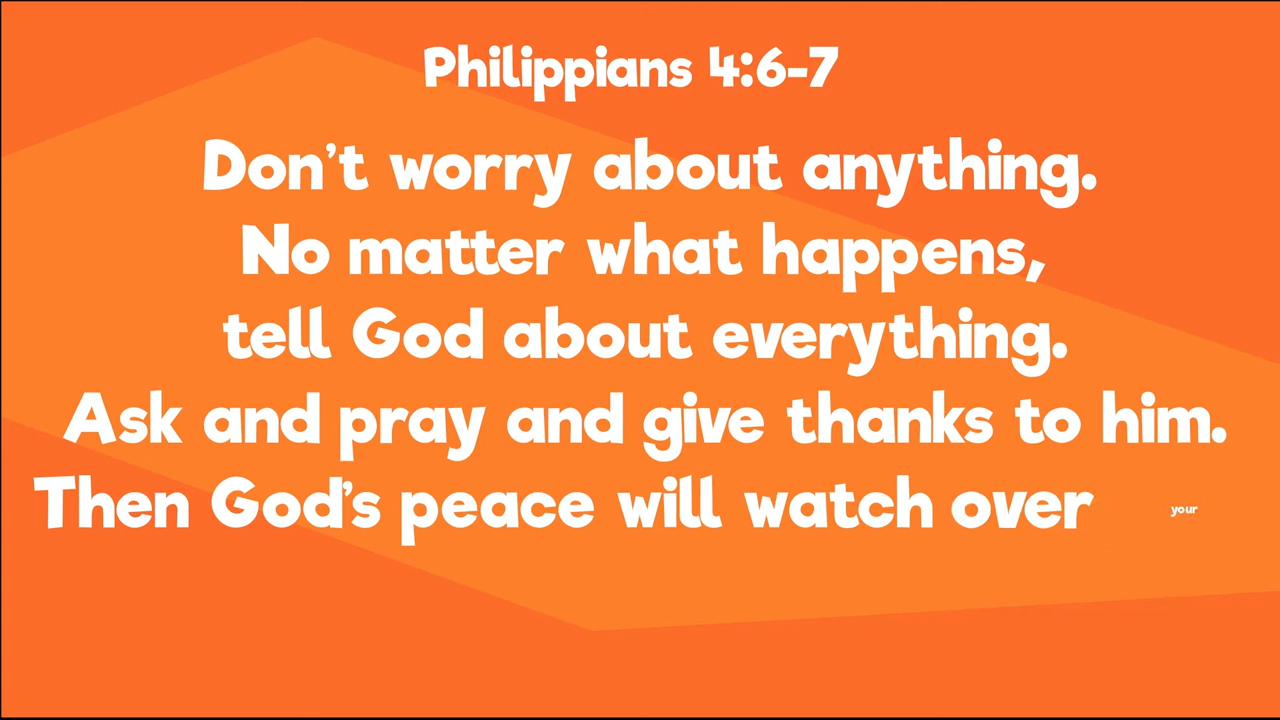 Philippians 4:6-7
Don't worry about anything.
No matter what happens,
tell God about everything.
Ask and pray and give thanks to him.
Then God's peace will watch over your